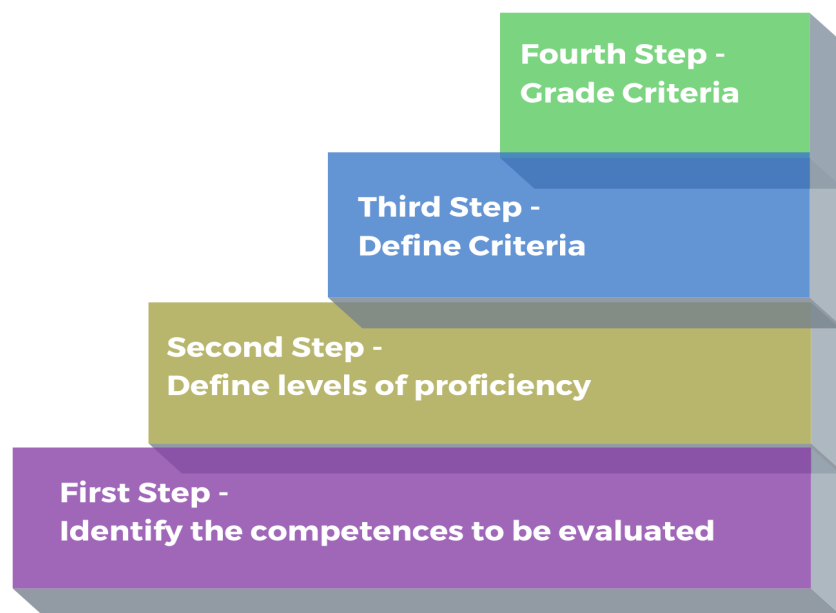 Fourth Step -
Grade Criteria
Third Step -
Define Criteria
Second Step -
Define levels of proficiency
First Step -
Identify the competences to be evaluated